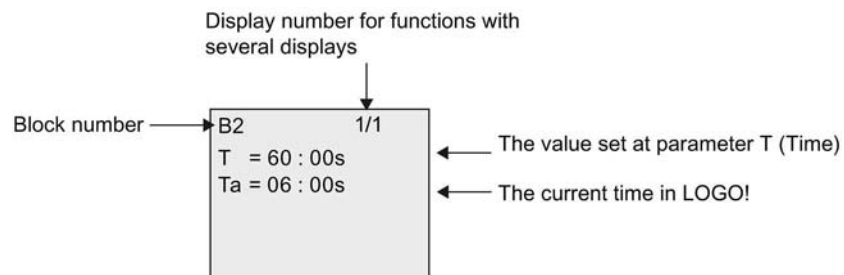 Display number for functions with
several displays
Block number
B2 1/1
T = 60 : 00s
Ta = 06 : 00s
The value set at parameter T (Time)
The current time in LOGO!